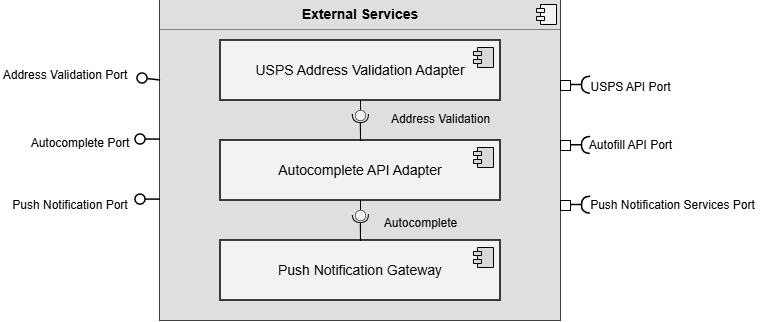 External Services
USPS Address Validation Adapter
Address Validation Port
USPS API Port
Address Validation
Autocomplete Port
Autofill API Port
Autocomplete API Adapter
Push Notification Port
Push Notification Services Port
Autocomplete
Push Notification Gateway